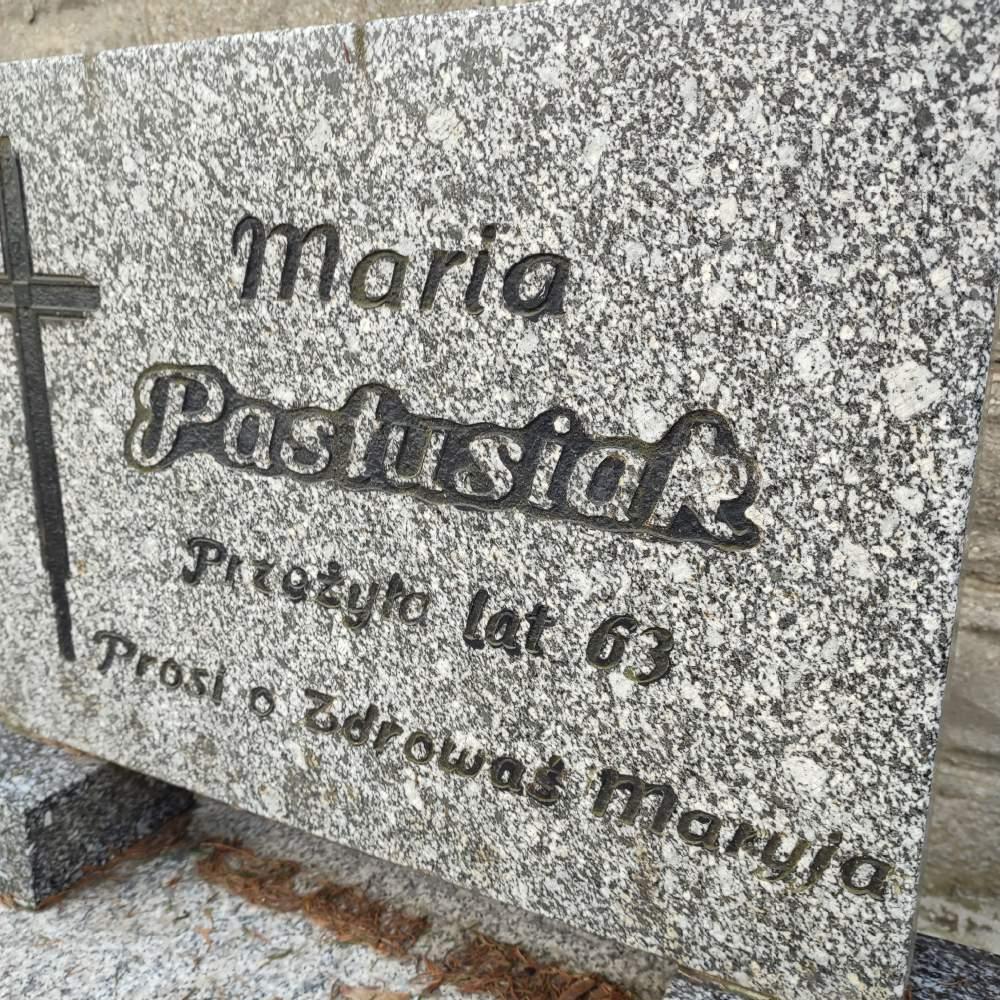 Maria
Pastusiak
Przeżyła lat 63
Prosi o Zdrowaś Maryja